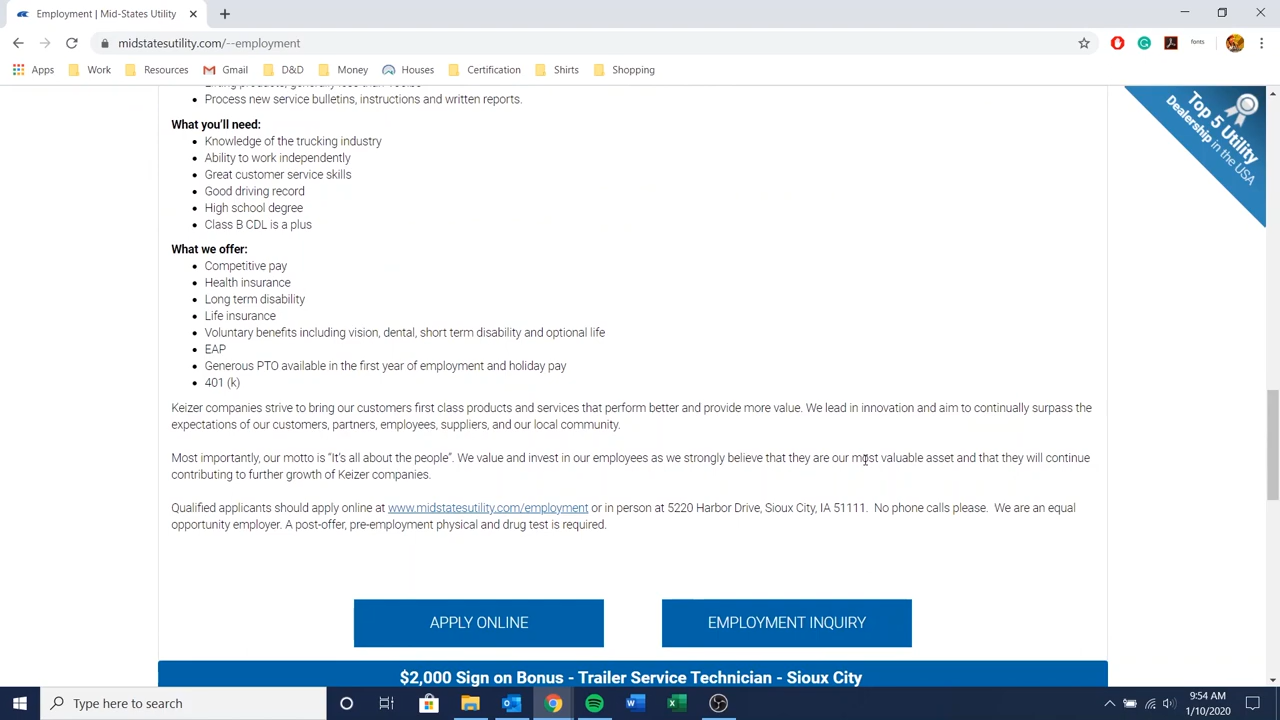 Employment | Mid-States Utility
midstatesutility.com/--employment
fonts
Apps Work Resources Gmail D&D Money Houses Certification Shirts Shopping
Process new service bulletins, instructions and written reports.
Top 5 Utility
Dealership in the USA
What you’ll need:
Knowledge of the trucking industry
Ability to work independently
Great customer service skills
Good driving record
High school degree
Class B CDL is a plus
What we offer:
Competitive pay
Health insurance
Long term disability
Life insurance
Voluntary benefits including vision, dental, short term disability and optional life
EAP
Generous PTO available in the first year of employment and holiday pay
401 (k)
Keizer companies strive to bring our customers first class products and services that perform better and provide more value. We lead in innovation and aim to continually surpass the
expectations of our customers, partners, employees, suppliers, and our local community.
Most importantly, our motto is “It’s all about the people”. We value and invest in our employees as we strongly believe that they are our most valuable asset and that they will continue
contributing to further growth of Keizer companies.
Qualified applicants should apply online at www.midstatesutility.com/employment or in person at 5220 Harbor Drive, Sioux City, IA 51111. No phone calls please. We are an equal
opportunity employer. A post-offer, pre-employment physical and drug test is required.
APPLY ONLINE EMPLOYMENT INQUIRY
$2,000 Sign on Bonus - Trailer Service Technician - Sioux City
Type here to search
9:54 AM
1/10/2020